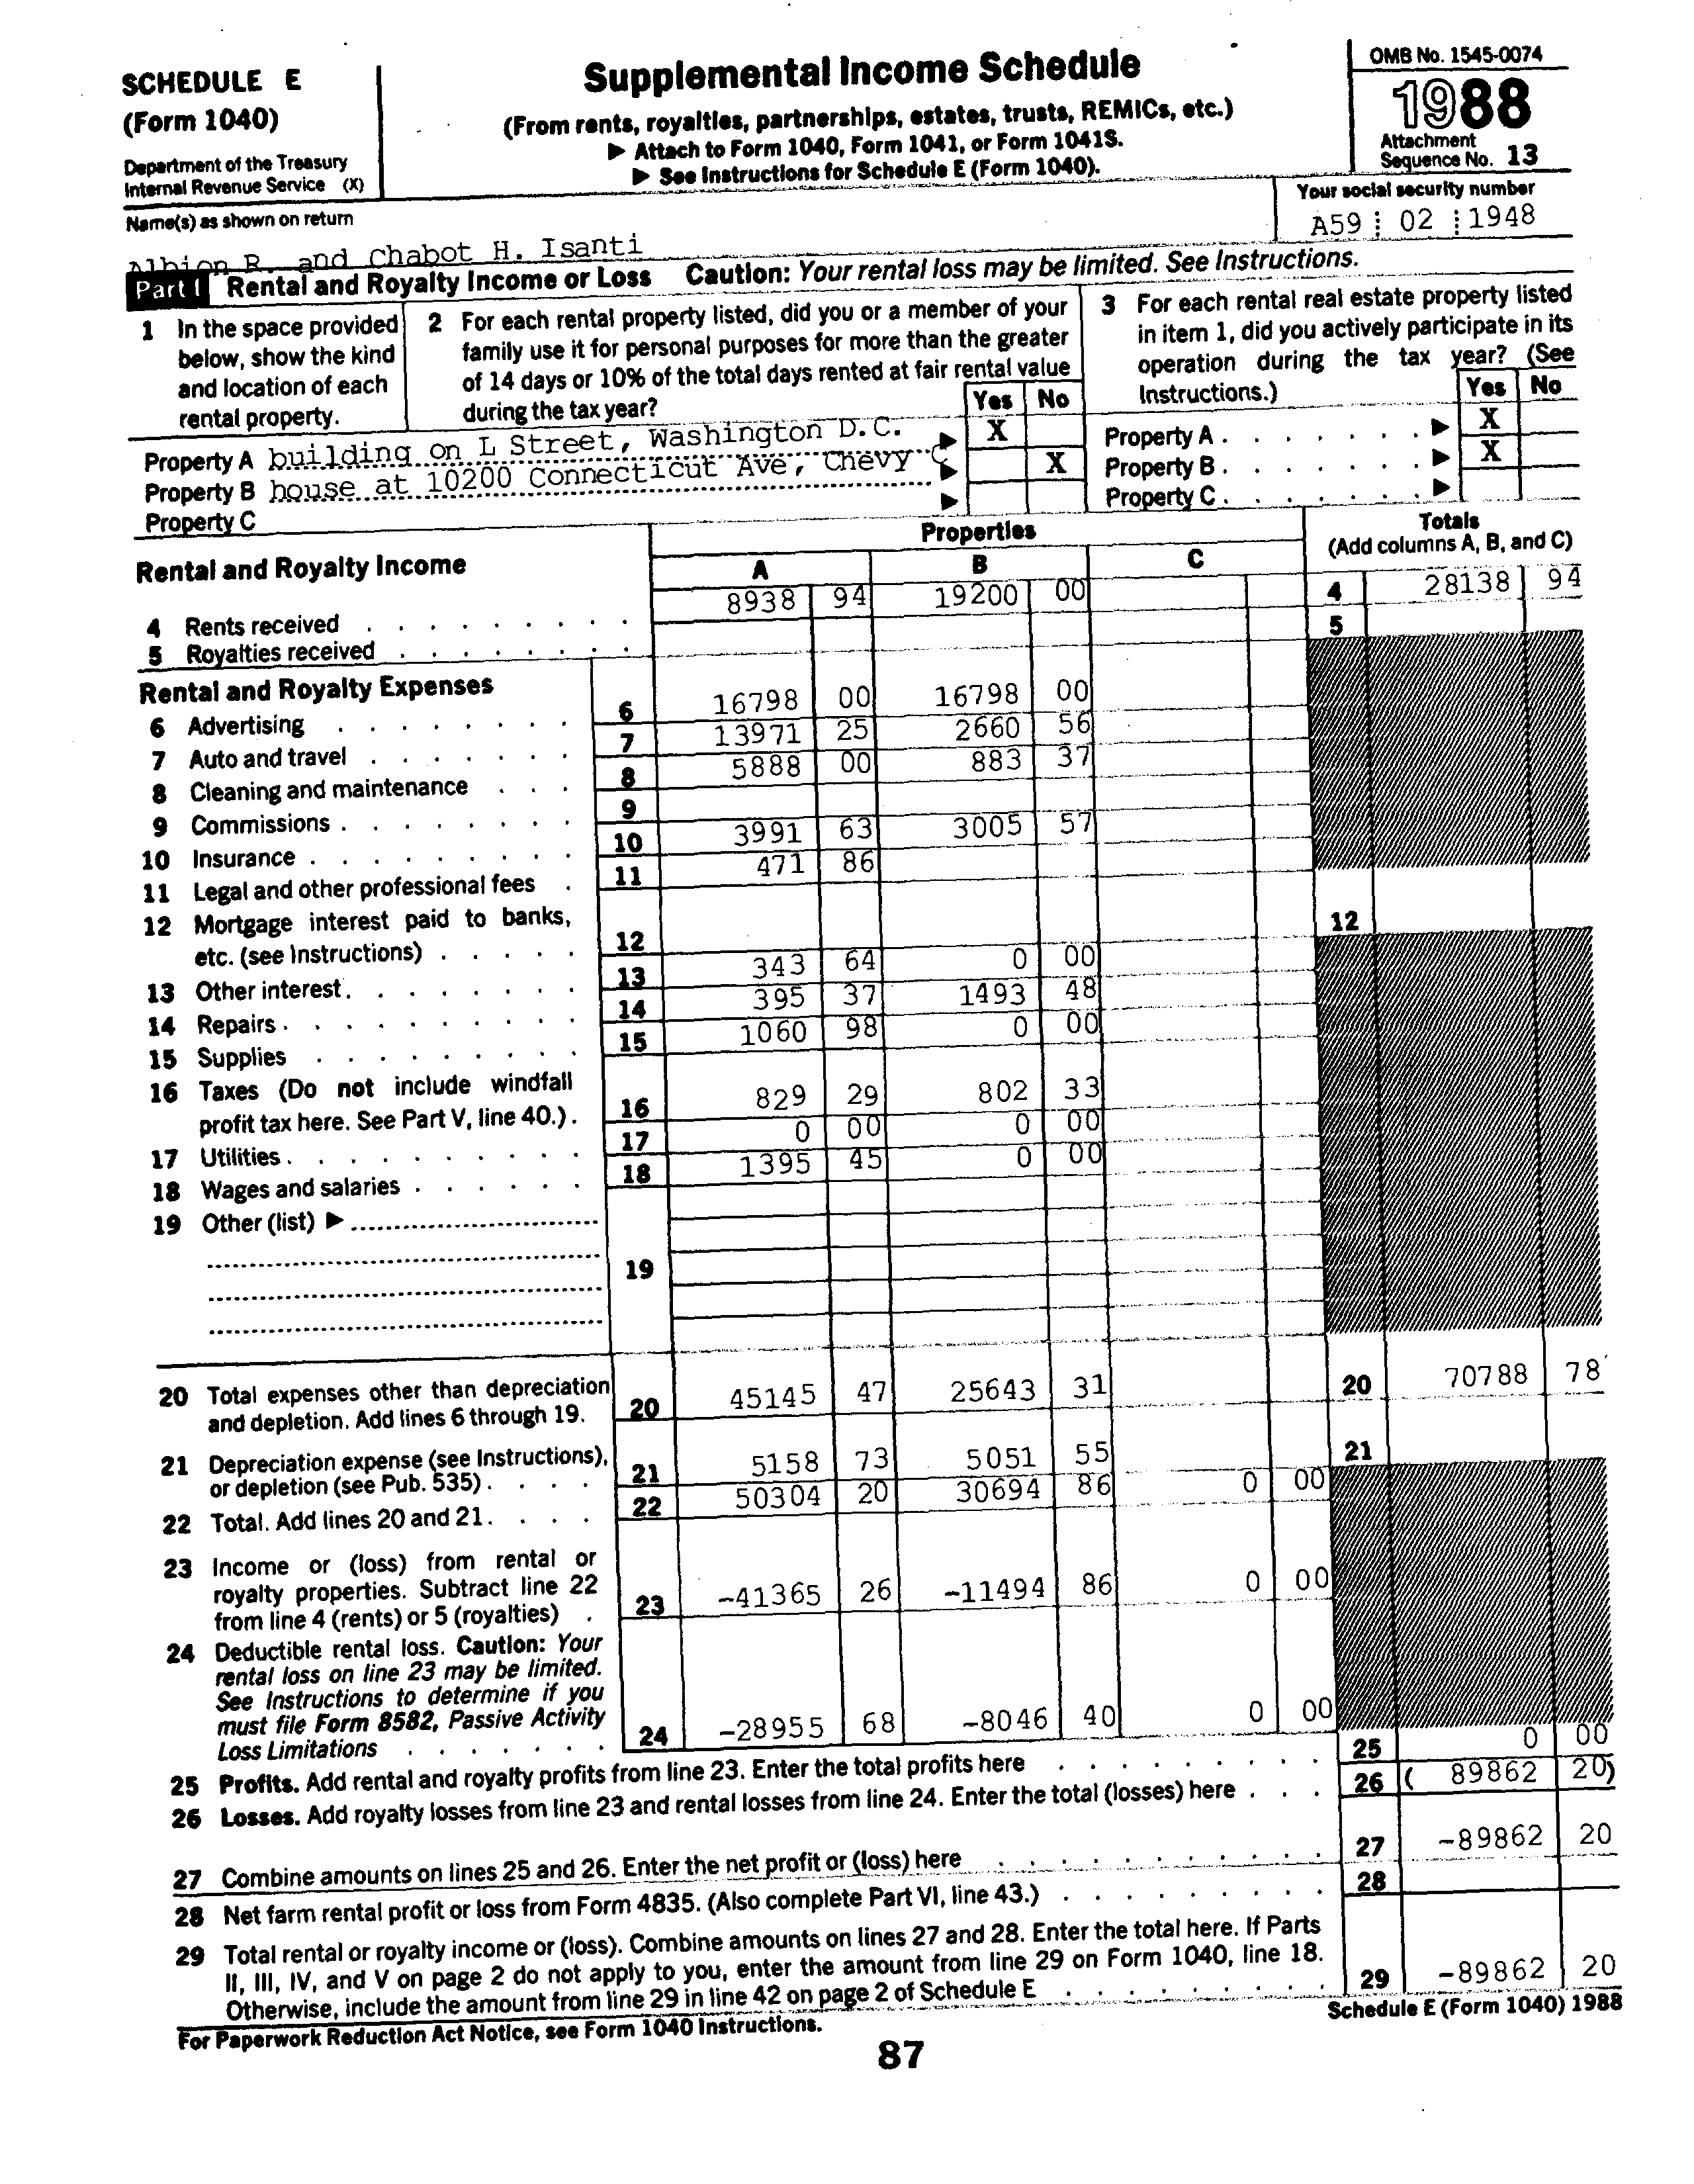 SCHEDULE E
(Form 1040)
Department of the Treasury
Internal Revenue Service (X)
Supplemental Income Schedule
(From rents, royalties, partnerships, estates, trusts, REMICs, etc.)
▶ Attach to Form 1040, Form 1041, or Form 1041S.
▶ See Instructions for Schedule E (Form 1040).
OMB No. 1545-0074
1988
Attachment
Sequence No. 13
Name(s) as shown on return
Albion R. and Chabot H. Isanti
Your social security number
A59 02 1948
Part I Rental and Royalty Income or Loss Caution: Your rental loss may be limited. See Instructions.
1 In the space provided
below, show the kind
and location of each
rental property.
2 For each rental property listed, did you or a member of your
family use it for personal purposes for more than the greater
of 14 days or 10% of the total days rented at fair rental value
during the tax year?
Yes No
3 For each rental real estate property listed
in item 1, did you actively participate in its
operation during the tax year? (See
Instructions.)
Yes No
Property A building on L Street, Washington D.C. ▶ X
Property B house at 10200 Connecticut Ave, Chevy C ▶ X
Property C ▶
Property A ▶ X
Property B ▶ X
Property C ▶
Rental and Royalty Income
Properties
A B C
Totals
(Add columns A, B, and C)
4 Rents received 8938 94 19200 00 4 28138 94
5 Royalties received 5
Rental and Royalty Expenses
6 Advertising 6 16798 00 16798 00
7 Auto and travel 7 13971 25 2660 56
8 Cleaning and maintenance 8 5888 00 883 37
9 Commissions 9
10 Insurance 10 3991 63 3005 57
11 Legal and other professional fees 11 471 86
12 Mortgage interest paid to banks,
etc. (see Instructions) 12 12
13 Other interest 13 343 64 0 00
14 Repairs 14 395 37 1493 48
15 Supplies 15 1060 98 0 00
16 Taxes (Do not include windfall
profit tax here. See Part V, line 40.) 16 829 29 802 33
17 Utilities 17 0 00 0 00
18 Wages and salaries 18 1395 45 0 00
19 Other (list) ▶
19
20 Total expenses other than depreciation
and depletion. Add lines 6 through 19. 20 45145 47 25643 31 20 70788 78
21 Depreciation expense (see Instructions),
or depletion (see Pub. 535) 21 5158 73 5051 55 21
22 Total. Add lines 20 and 21. 22 50304 20 30694 86 0 00
23 Income or (loss) from rental or
royalty properties. Subtract line 22
from line 4 (rents) or 5 (royalties) 23 -41365 26 -11494 86 0 00
24 Deductible rental loss. Caution: Your
rental loss on line 23 may be limited.
See Instructions to determine if you
must file Form 8582, Passive Activity
Loss Limitations 24 -28955 68 -8046 40 0 00
25 Profits. Add rental and royalty profits from line 23. Enter the total profits here 25 0 00
26 Losses. Add royalty losses from line 23 and rental losses from line 24. Enter the total (losses) here 26 ( 89862 20)
27 Combine amounts on lines 25 and 26. Enter the net profit or (loss) here 27 -89862 20
28 Net farm rental profit or loss from Form 4835. (Also complete Part VI, line 43.) 28
29 Total rental or royalty income or (loss). Combine amounts on lines 27 and 28. Enter the total here. If Parts
II, III, IV, and V on page 2 do not apply to you, enter the amount from line 29 on Form 1040, line 18.
Otherwise, include the amount from line 29 in line 42 on page 2 of Schedule E 29 -89862 20
For Paperwork Reduction Act Notice, see Form 1040 Instructions.
Schedule E (Form 1040) 1988
87